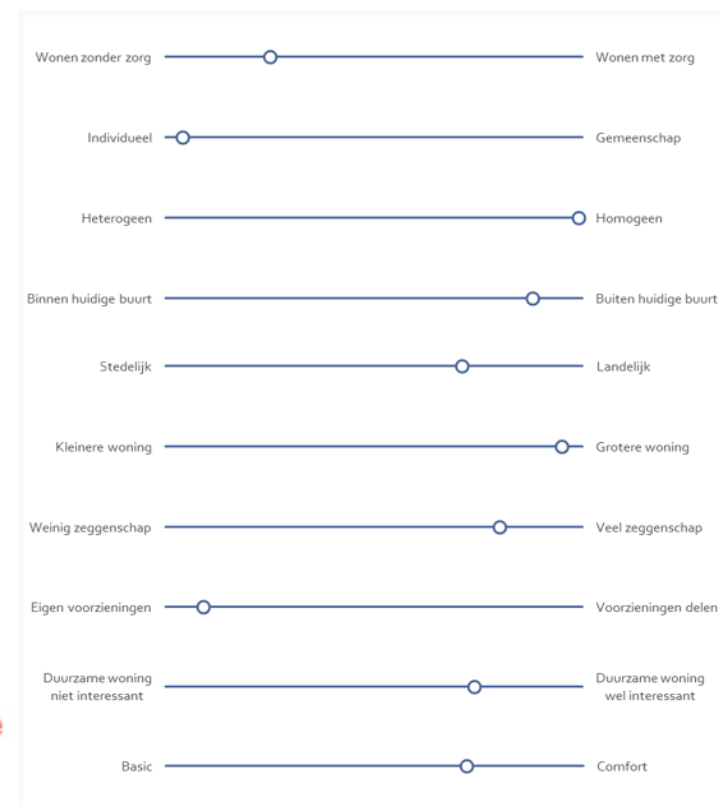 Wonen zonder zorg Wonen met zorg
Individueel Gemeenschap
Heterogeen Homogeen
Binnen huidige buurt Buiten huidige buurt
Stedelijk Landelijk
Kleinere woning Grotere woning
Weinig zeggenschap Veel zeggenschap
Eigen voorzieningen Voorzieningen delen
Duurzame woning Duurzame woning
niet interessant wel interessant
Basic Comfort